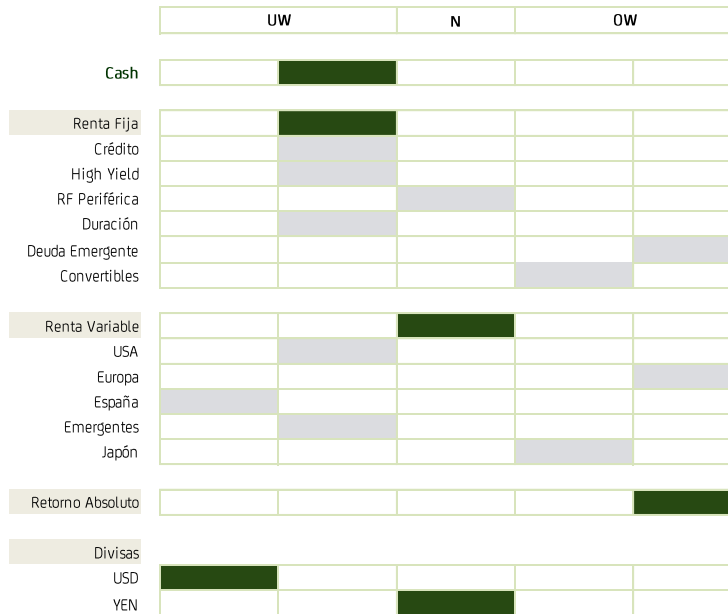 UW N OW
Cash
Renta Fija
Crédito
High Yield
RF Periférica
Duración
Deuda Emergente
Convertibles
Renta Variable
USA
Europa
España
Emergentes
Japón
Retorno Absoluto
Divisas
USD
YEN